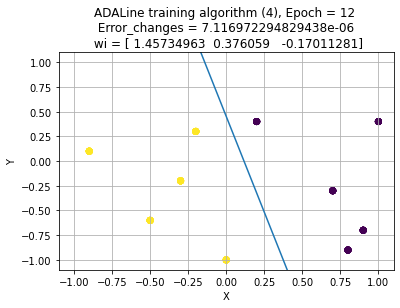 ADALine training algorithm (4), Epoch = 12
Error_changes = 7.116972294829438e-06
wi = [ 1.45734963  0.376059   -0.17011281]
1.00
0.75
0.50
0.25
0.00
−0.25
−0.50
−0.75
−1.00
Y
−1.00 −0.75 −0.50 −0.25 0.00 0.25 0.50 0.75 1.00
X